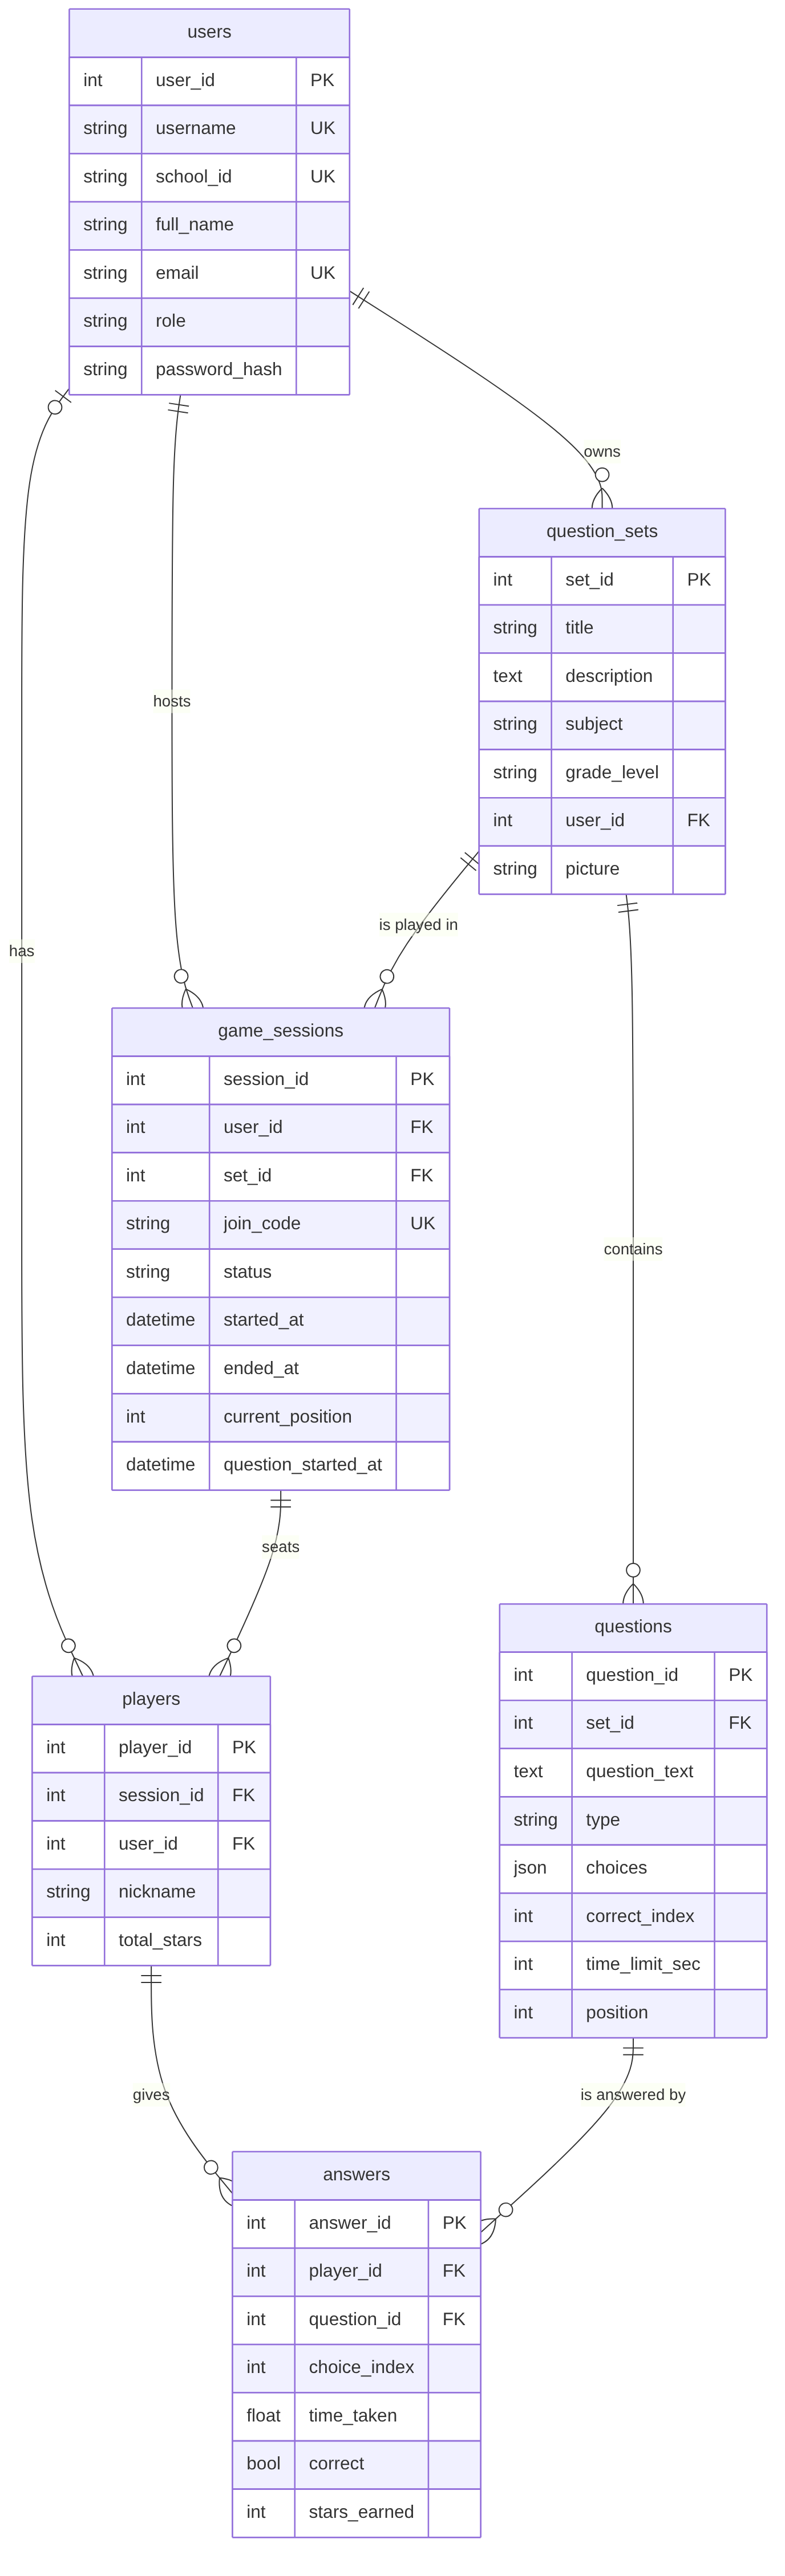 users
int user_id PK
string username UK
string school_id UK
string full_name
string email UK
string role
string password_hash
owns
question_sets
int set_id PK
string title
text description
string subject
string grade_level
int user_id FK
string picture
hosts
is played in
has
game_sessions
int session_id PK
int user_id FK
int set_id FK
string join_code UK
string status
datetime started_at
datetime ended_at
int current_position
datetime question_started_at
contains
seats
questions
int question_id PK
int set_id FK
text question_text
string type
json choices
int correct_index
int time_limit_sec
int position
players
int player_id PK
int session_id FK
int user_id FK
string nickname
int total_stars
gives
is answered by
answers
int answer_id PK
int player_id FK
int question_id FK
int choice_index
float time_taken
bool correct
int stars_earned